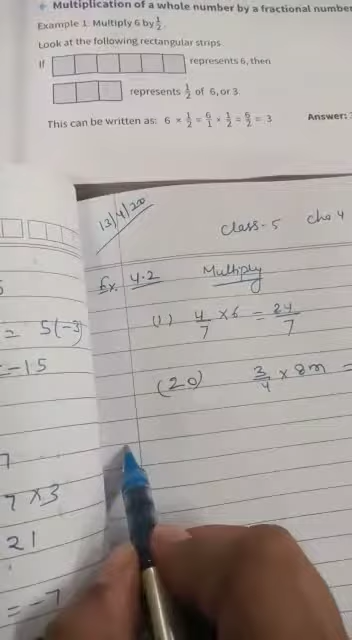 Multiplication of a whole number by a fractional number
Example 1: Multiply 6 by 1/2.
Look at the following rectangular strips
If represents 6, then
represents 1/2 of 6, or 3.
This can be written as: 6 × 1/2 = 6/1 × 1/2 = 6/2 = 3 Answer: 3
13/4/20
Class-5 Ch 4
Ex. 4.2 Multiply
(1) 4/7 × 6 = 24/7
(20) 3/4 × 8m =
= 5(-3)
= -15
7
7 × 3
21
= -7